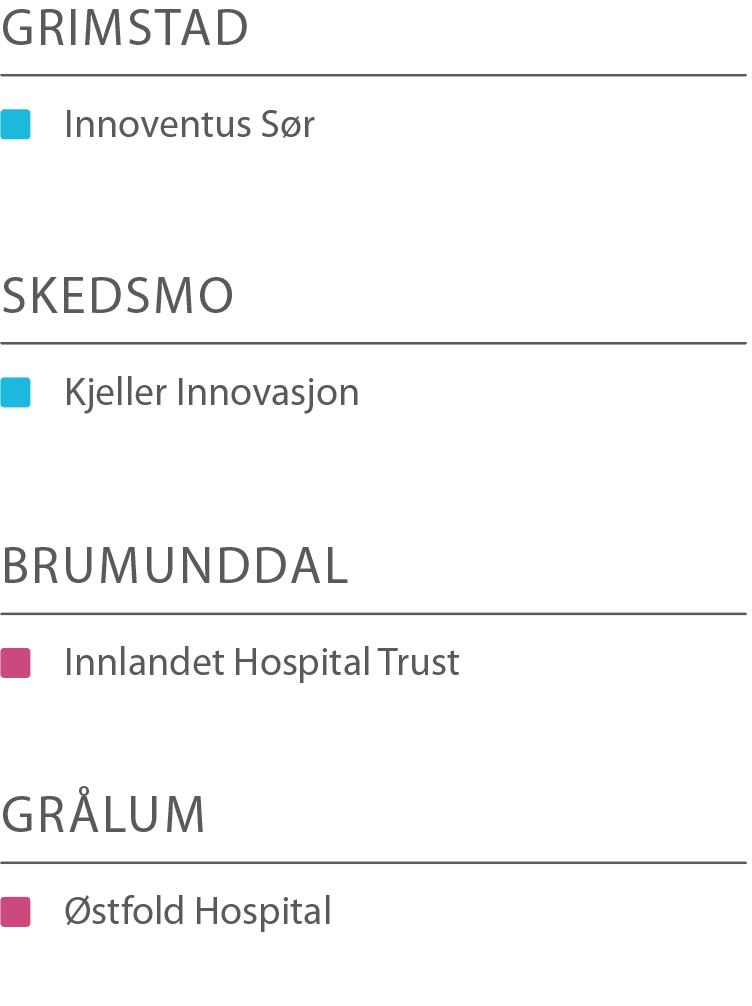 GRIMSTAD
Innoventus Sør
SKEDSMO
Kjeller Innovasjon
BRUMUNDDAL
Innlandet Hospital Trust
GRÅLUM
Østfold Hospital